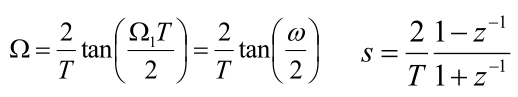 Ω = 2/T tan(Ω₁T/2) = 2/T tan(ω/2) s = 2/T 1 − z⁻¹/1 + z⁻¹